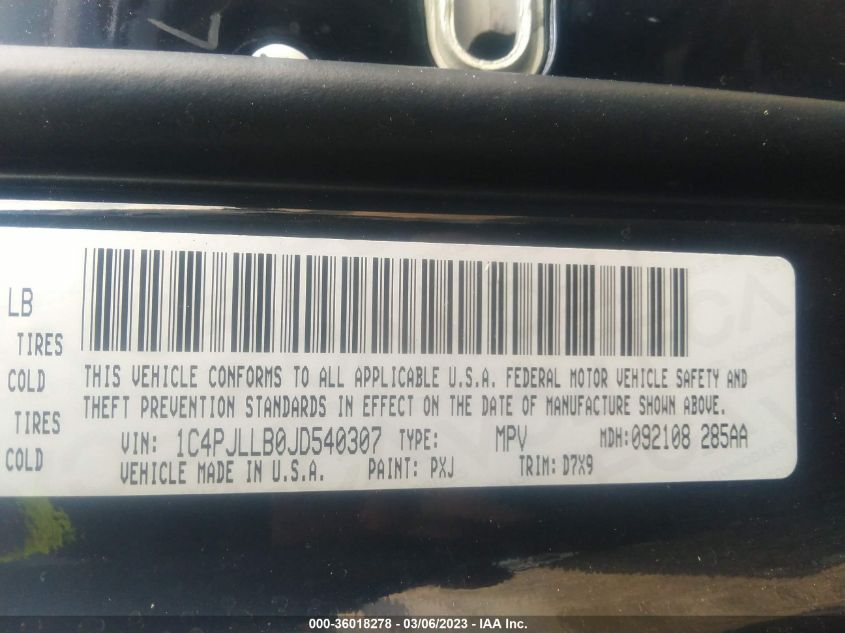 LB
TIRES
COLD
TIRES
COLD
THIS VEHICLE CONFORMS TO ALL APPLICABLE U.S.A. FEDERAL MOTOR VEHICLE SAFETY AND
THEFT PREVENTION STANDARDS IN EFFECT ON THE DATE OF MANUFACTURE SHOWN ABOVE.
VIN: 1C4PJLLB0JD540307 TYPE: MPV MDH:092108 285AA
VEHICLE MADE IN U.S.A. PAINT: PXJ TRIM: D7X9
000-36018278 - 03/06/2023 - IAA Inc.